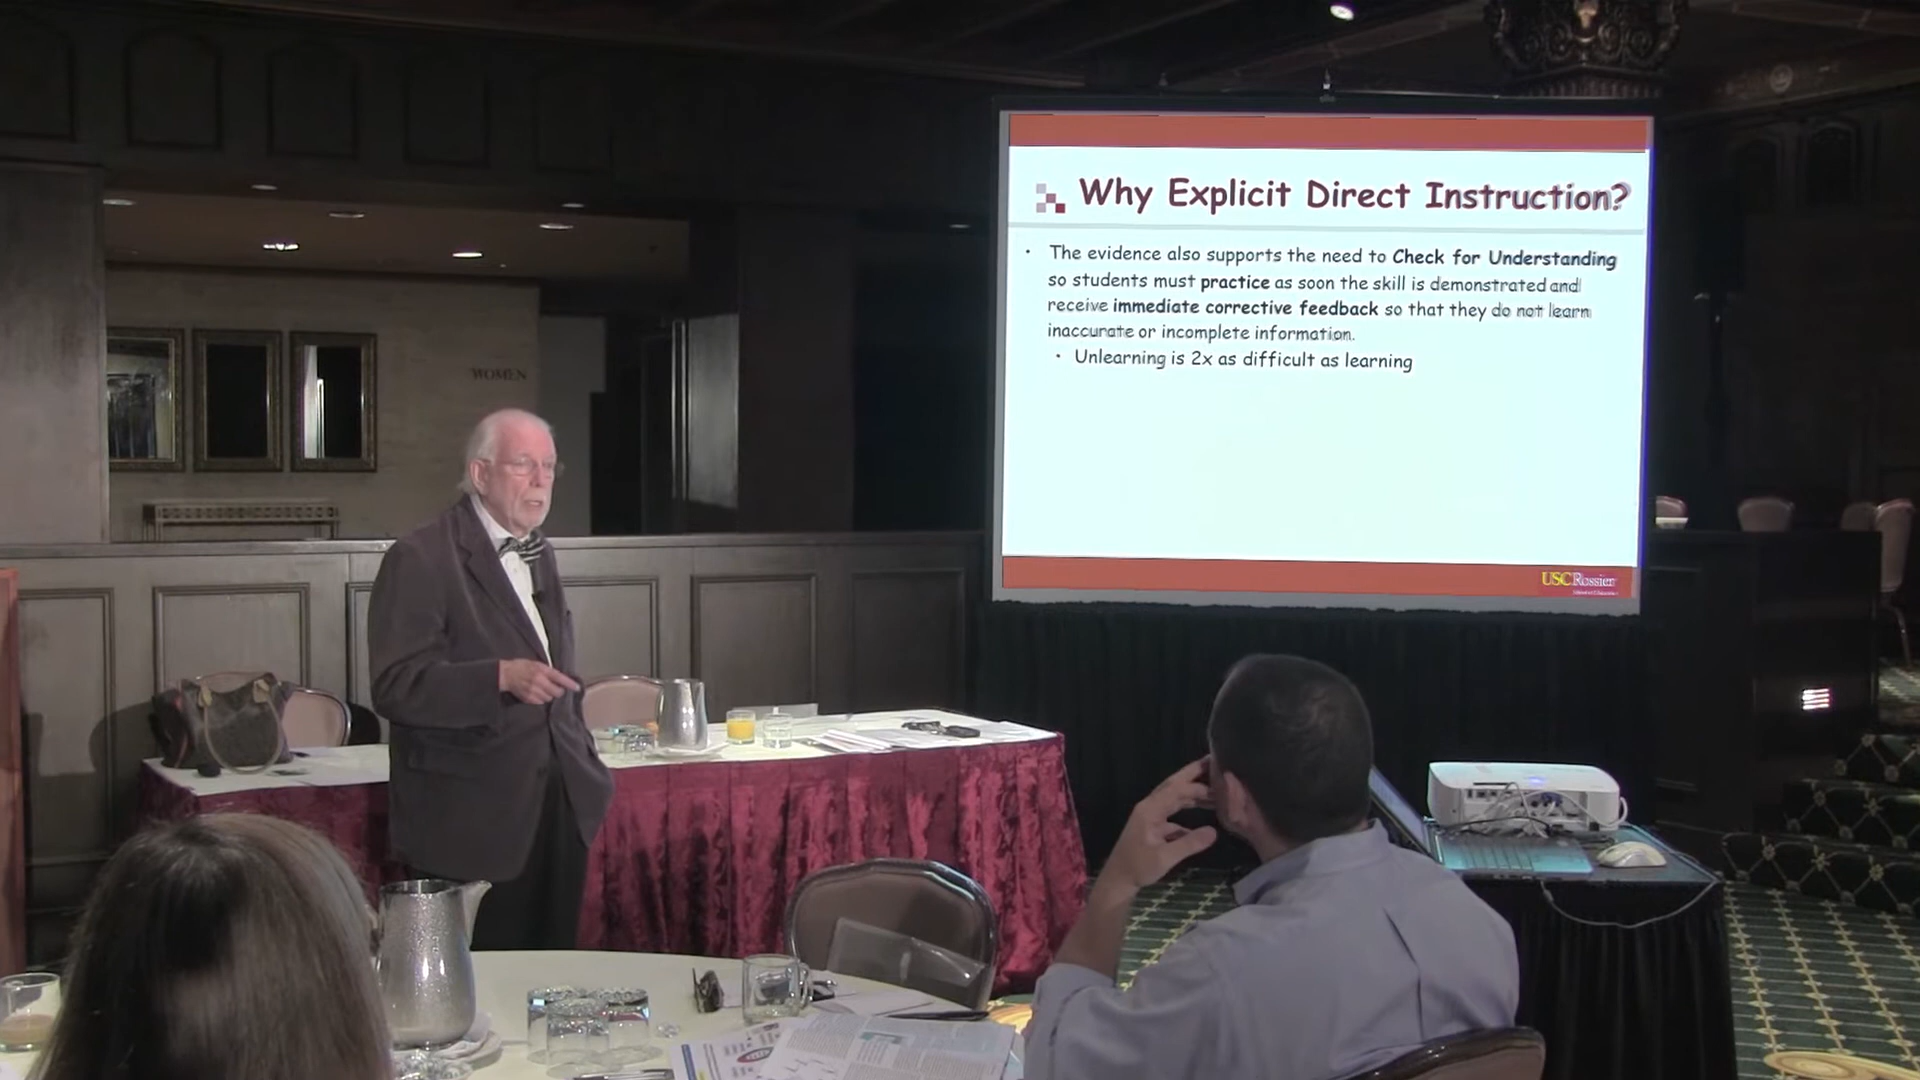 WOMEN
Why Explicit Direct Instruction?
• The evidence also supports the need to Check for Understanding
so students must practice as soon the skill is demonstrated and
receive immediate corrective feedback so that they do not learn
inaccurate or incomplete information.
• Unlearning is 2x as difficult as learning
USC Rossier